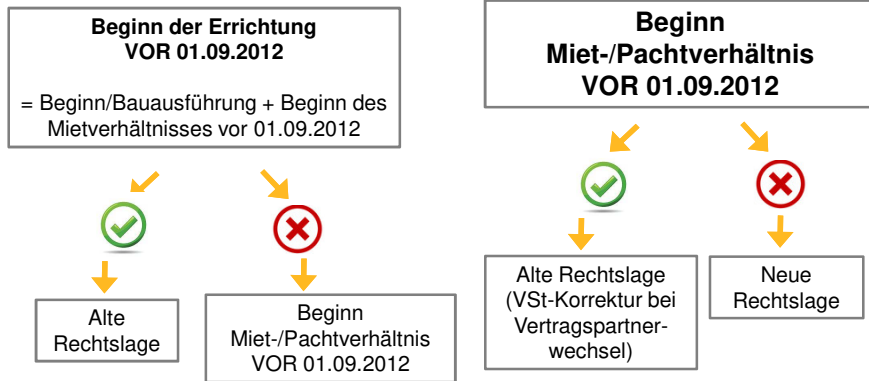 Beginn der Errichtung
VOR 01.09.2012
= Beginn/Bauausführung + Beginn des
Mietverhältnisses vor 01.09.2012
Alte
Rechtslage
Beginn
Miet-/Pachtverhältnis
VOR 01.09.2012
Beginn
Miet-/Pachtverhältnis
VOR 01.09.2012
Alte Rechtslage
(VSt-Korrektur bei
Vertragspartner-
wechsel)
Neue
Rechtslage